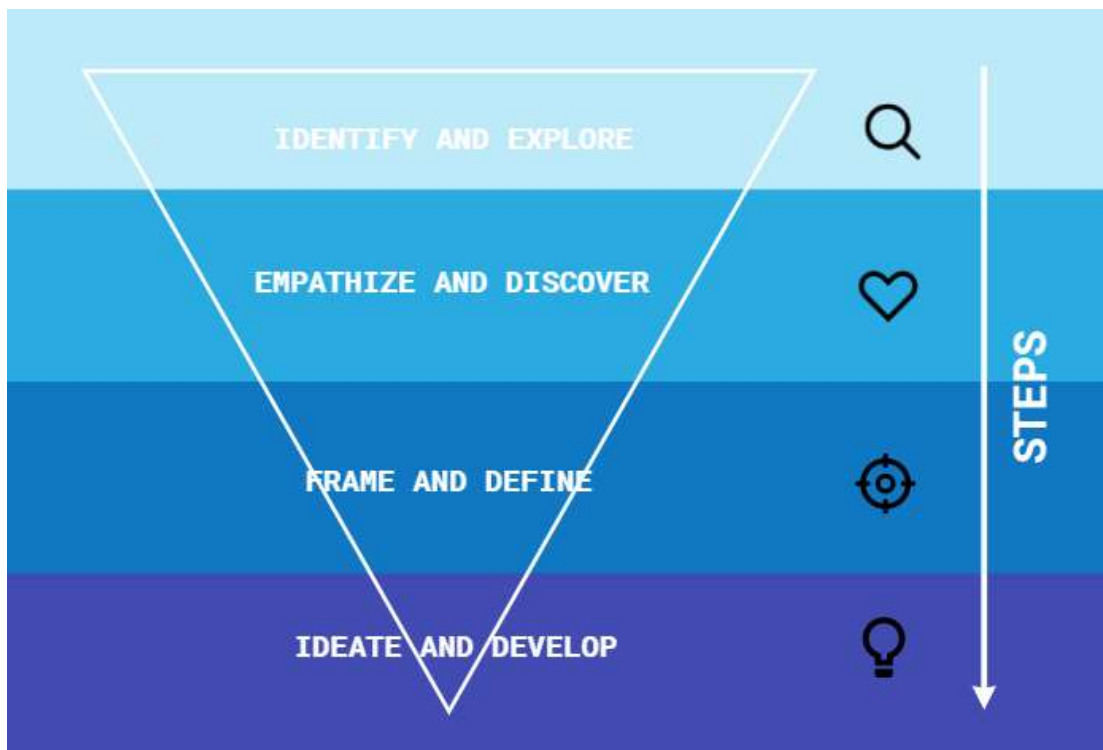 IDENTIFY AND EXPLORE
EMPATHIZE AND DISCOVER
FRAME AND DEFINE
IDEATE AND DEVELOP
STEPS